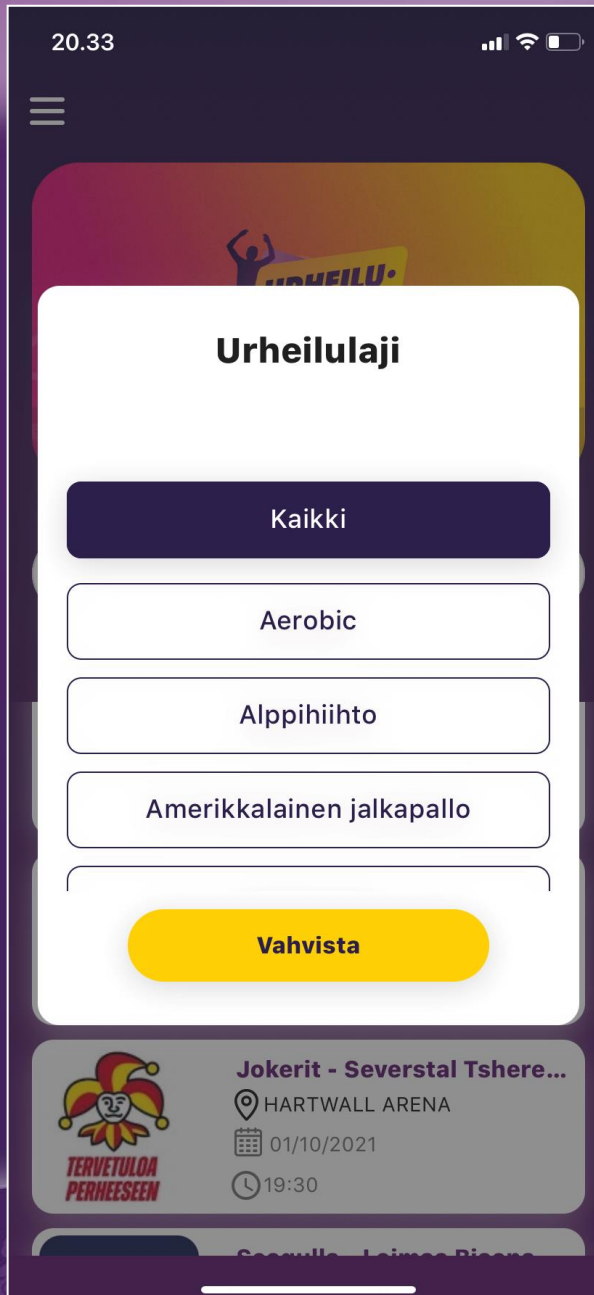 20.33
URHEILU.
Urheilulaji
Kaikki
Aerobic
Alppihiihto
Amerikkalainen jalkapallo
Vahvista
Jokerit - Severstal Tshere...
HARTWALL ARENA
01/10/2021
19:30
TERVETULOA
PERHEESEEN